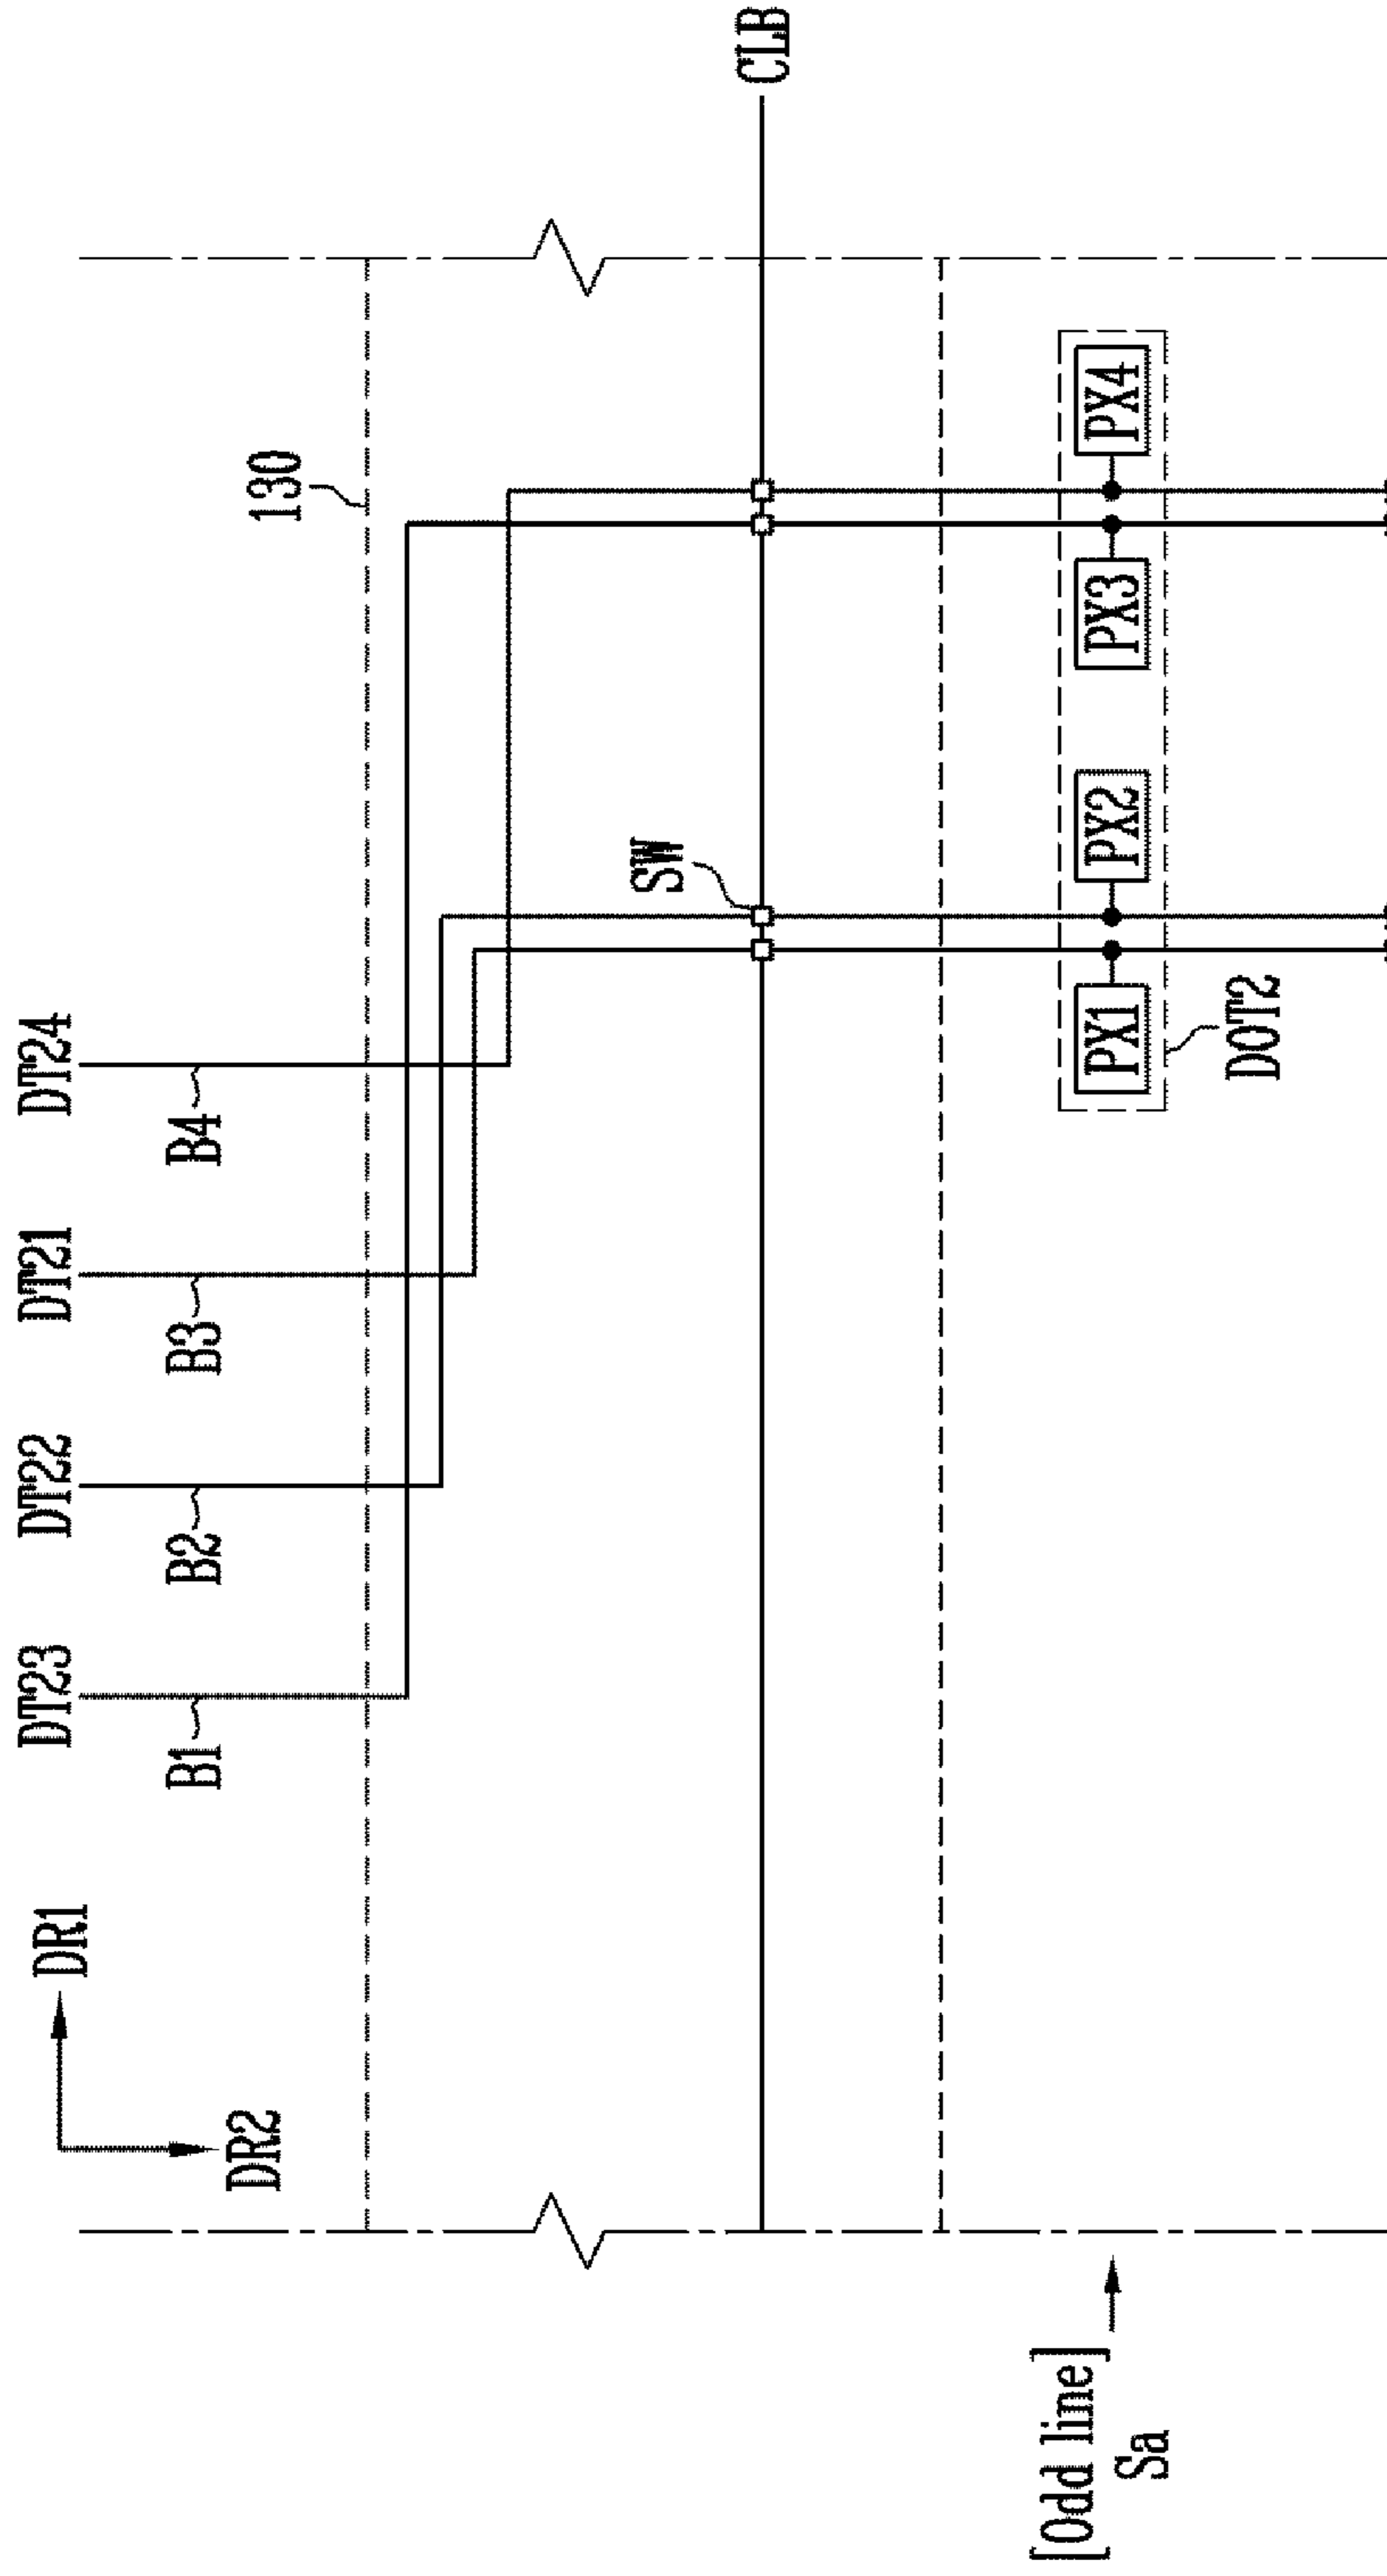 DR1
DR2
DT23
DT22
DT21
DT24
B1
B2
B3
B4
130
SW
CLB
[Odd line]
Sa
PX1
PX2
PX3
PX4
DOT2